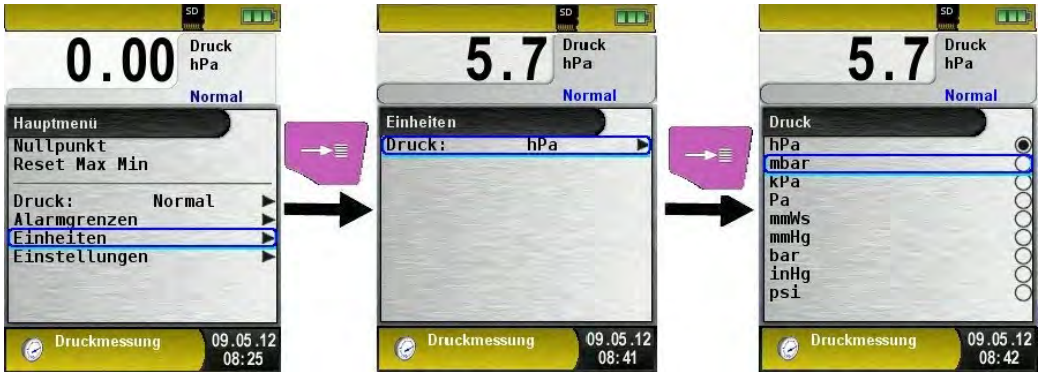 SD
0.00
Druck
hPa
Normal
Hauptmenü
Nullpunkt
Reset Max Min
Druck: Normal
Alarmgrenzen
Einheiten
Einstellungen
Druckmessung
09.05.12
08:25
SD
5.7
Druck
hPa
Normal
Einheiten
Druck: hPa
Druckmessung
09.05.12
08:41
SD
5.7
Druck
hPa
Normal
Druck
hPa
mbar
kPa
Pa
mmWs
mmHg
bar
inHg
psi
Druckmessung
09.05.12
08:42